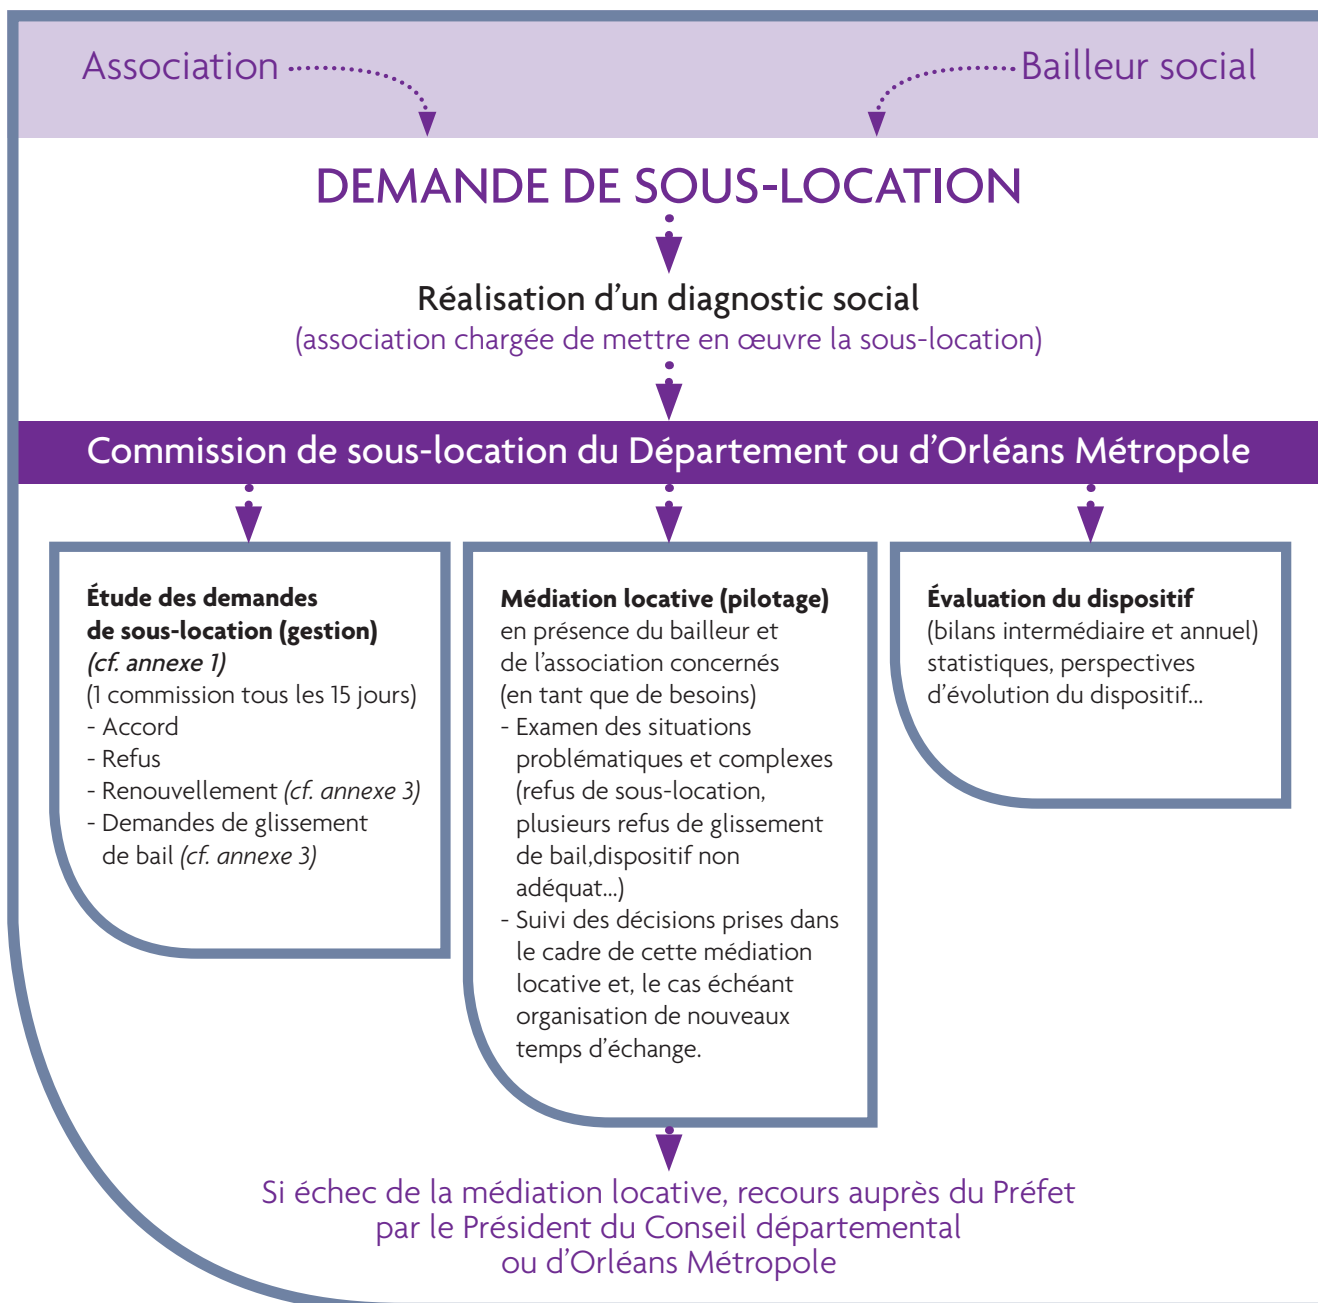 Association
Bailleur social
DEMANDE DE SOUS-LOCATION
Réalisation d’un diagnostic social
(association chargée de mettre en œuvre la sous-location)
Commission de sous-location du Département ou d’Orléans Métropole
Étude des demandes
de sous-location (gestion)
(cf. annexe 1)
(1 commission tous les 15 jours)
- Accord
- Refus
- Renouvellement (cf. annexe 3)
- Demandes de glissement
de bail (cf. annexe 3)
Médiation locative (pilotage)
en présence du bailleur et
de l’association concernés
(en tant que de besoins)
- Examen des situations
problématiques et complexes
(refus de sous-location,
plusieurs refus de glissement
de bail,dispositif non
adéquat...)
- Suivi des décisions prises dans
le cadre de cette médiation
locative et, le cas échéant
organisation de nouveaux
temps d’échange.
Évaluation du dispositif
(bilans intermédiaire et annuel)
statistiques, perspectives
d’évolution du dispositif...
Si échec de la médiation locative, recours auprès du Préfet
par le Président du Conseil départemental
ou d’Orléans Métropole